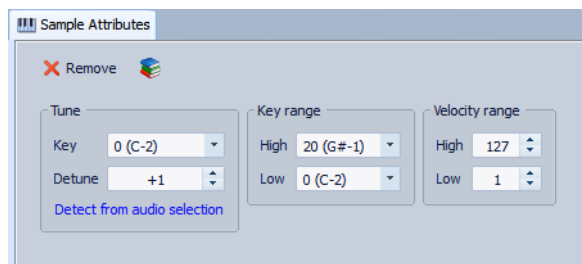 Sample Attributes
Remove
Tune
Key 0 (C-2)
Detune +1
Detect from audio selection
Key range
High 20 (G#-1)
Low 0 (C-2)
Velocity range
High 127
Low 1